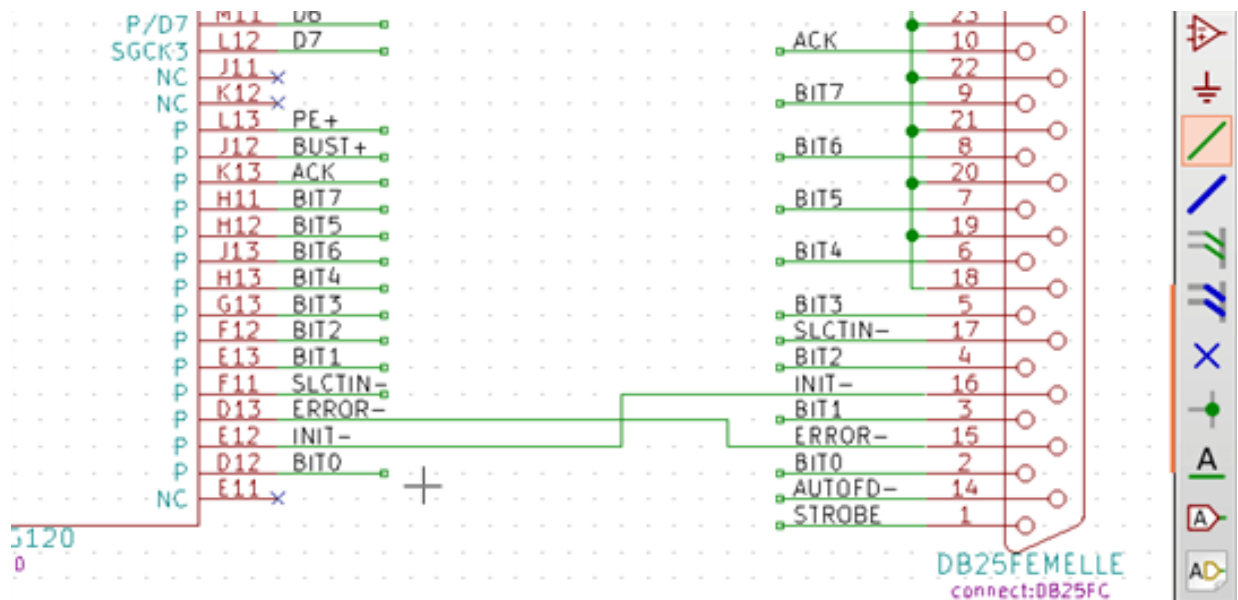 P/D7 M11 D6
SGCK3 L12 D7
NC J11
NC K12
P L13 PE+
P J12 BUST+
P K13 ACK
P H11 BIT7
P H12 BIT5
P J13 BIT6
P H13 BIT4
P G13 BIT3
P F12 BIT2
P E13 BIT1
P F11 SLCTIN-
P D13 ERROR-
P E12 INIT-
P D12 BIT0
NC E11
G120
23
ACK 10
22
BIT7 9
21
BIT6 8
20
BIT5 7
19
BIT4 6
18
BIT3 5
SLCTIN- 17
BIT2 4
INIT- 16
BIT1 3
ERROR- 15
BIT0 2
AUTOFD- 14
STROBE 1
DB25FEMELLE
connect:DB25FC
A
A
AD